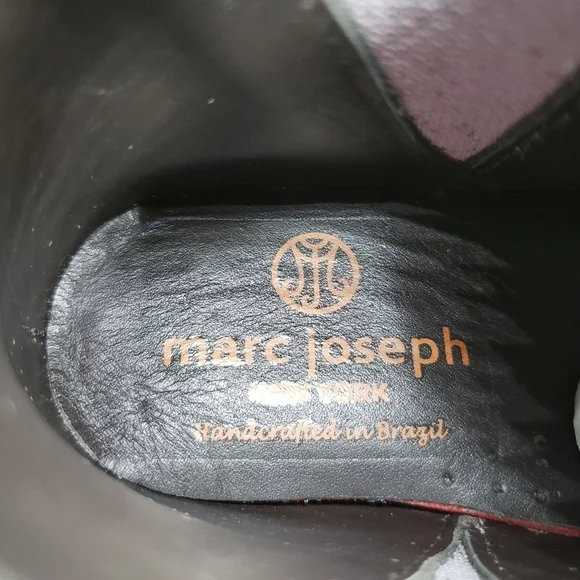 marc joseph
NEW YORK
Handcrafted in Brazil